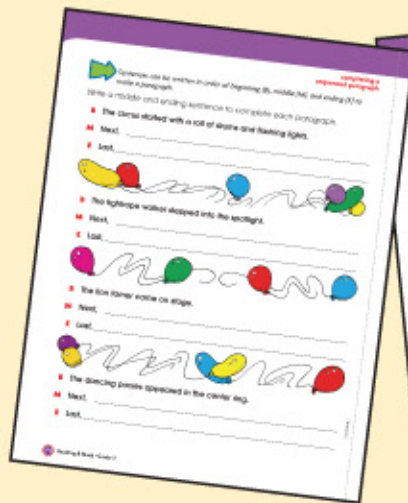 completing a
sequenced paragraph
Sentences can be written in order of beginning (B), middle (M), and ending (E) to
make a paragraph.
Write a middle and ending sentence to complete each paragraph.
B The circus started with a roll of drums and flashing lights.
M Next,
E Last,
B The tightrope walker stepped into the spotlight.
M Next,
E Last,
B The lion tamer came on stage.
M Next,
E Last,
B The dancing ponies appeared in the center ring.
M Next,
E Last,
Grade